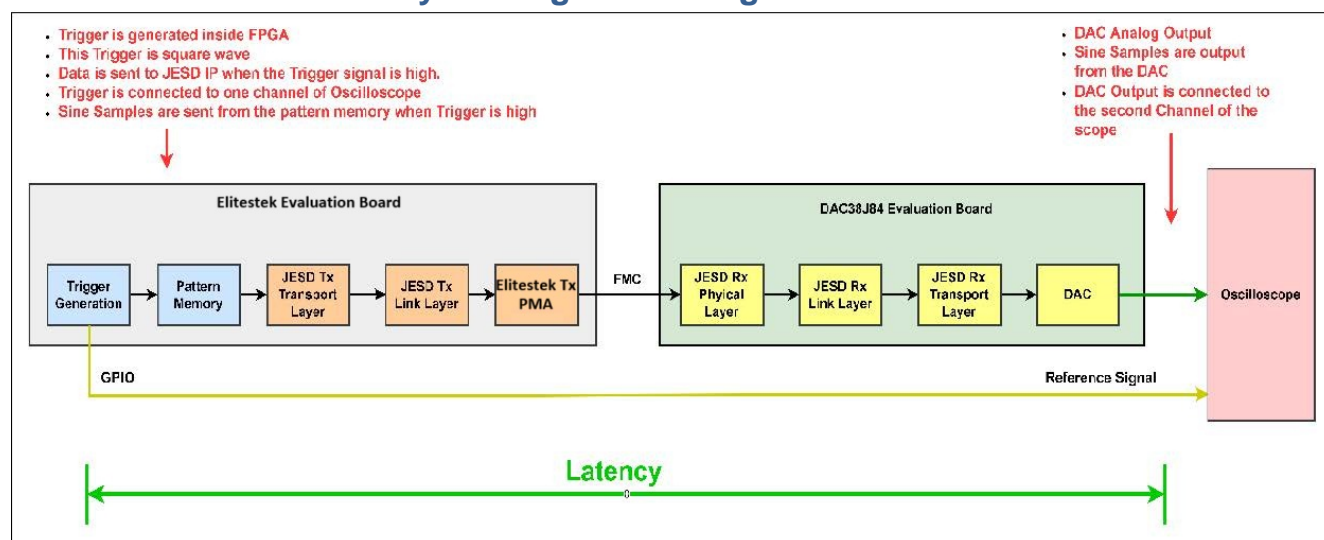 • Trigger is generated inside FPGA
• This Trigger is square wave
• Data is sent to JESD IP when the Trigger signal is high.
• Trigger is connected to one channel of Oscilloscope
• Sine Samples are sent from the pattern memory when Trigger is high
• DAC Analog Output
• Sine Samples are output
from the DAC
• DAC Output is connected to
the second Channel of the
scope
Elitestek Evaluation Board
DAC38J84 Evaluation Board
Trigger
Generation
Pattern
Memory
JESD Tx
Transport
Layer
JESD Tx
Link Layer
Elitestek Tx
PMA
FMC
JESD Rx
Phyical
Layer
JESD Rx
Link Layer
JESD Rx
Transport
Layer
DAC
Oscilloscope
GPIO
Reference Signal
Latency
0